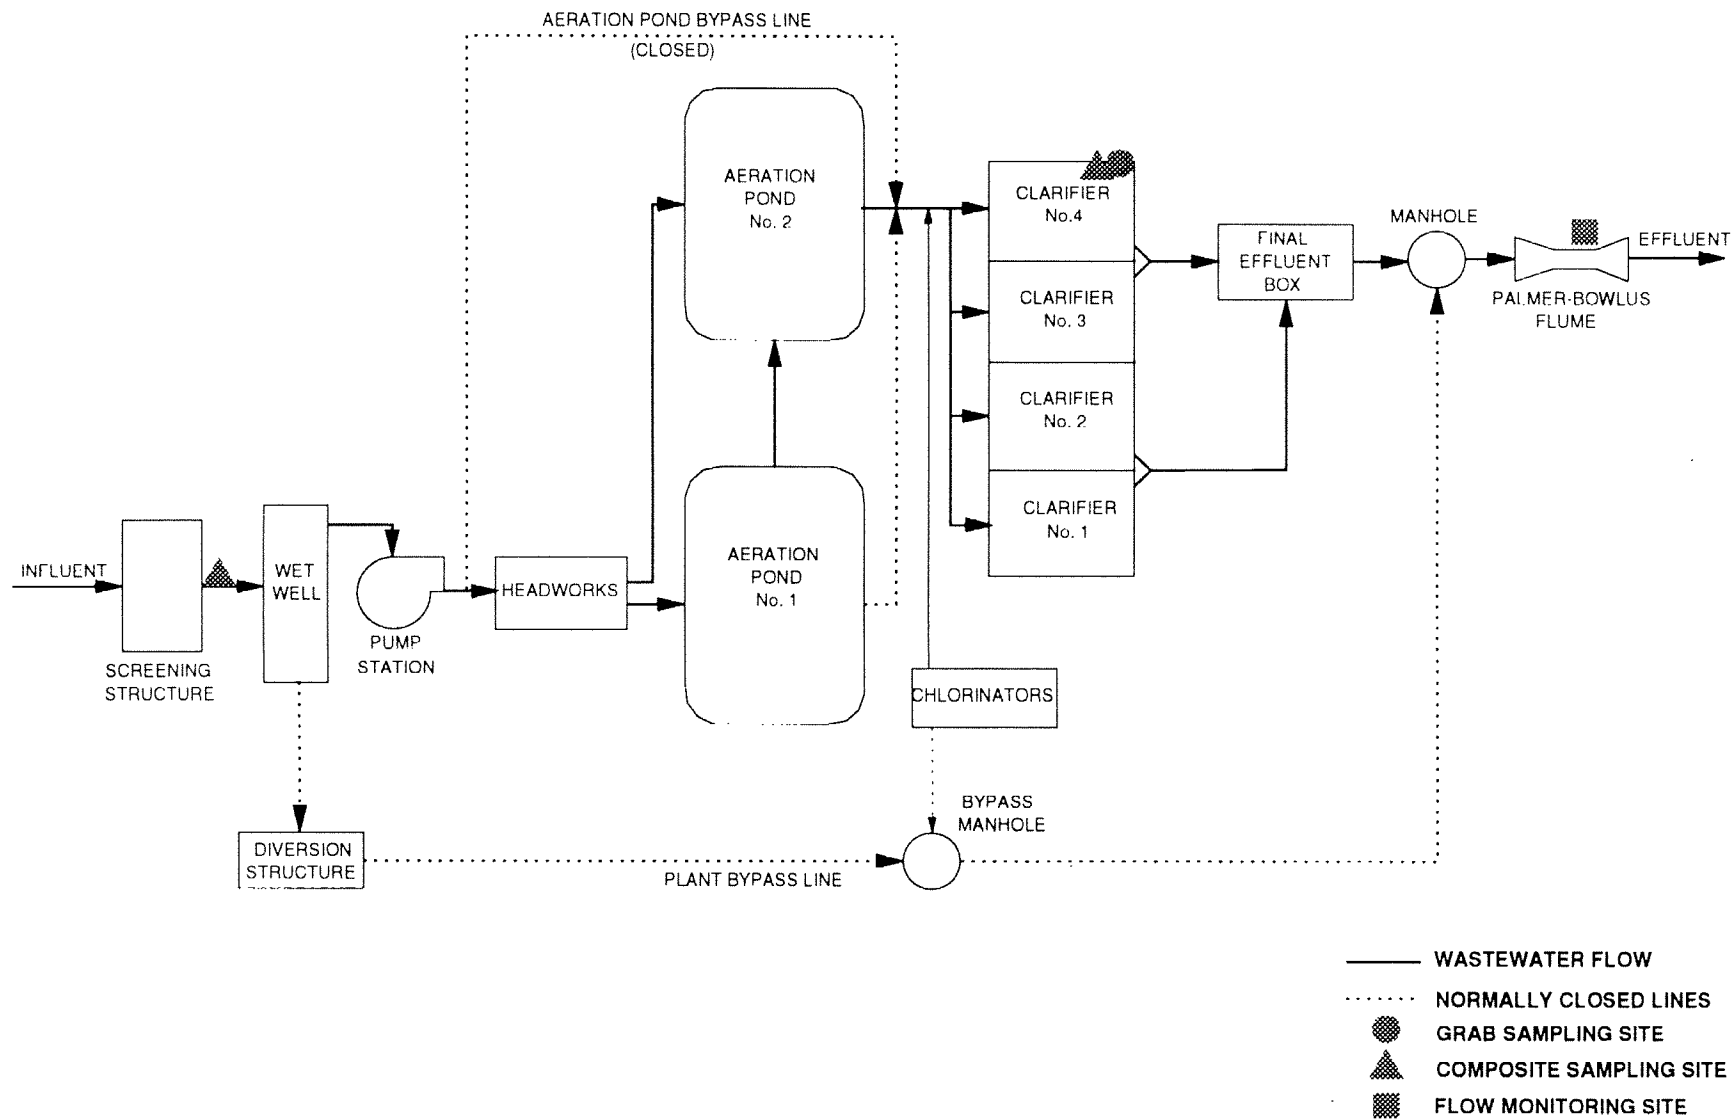 AERATION POND BYPASS LINE
(CLOSED)
AERATION
POND
No. 2
CLARIFIER
No.4
CLARIFIER
No. 3
CLARIFIER
No. 2
CLARIFIER
No. 1
FINAL
EFFLUENT
BOX
MANHOLE
EFFLUENT
PALMER-BOWLUS
FLUME
INFLUENT
SCREENING
STRUCTURE
WET
WELL
PUMP
STATION
HEADWORKS
AERATION
POND
No. 1
CHLORINATORS
BYPASS
MANHOLE
DIVERSION
STRUCTURE
PLANT BYPASS LINE
WASTEWATER FLOW
NORMALLY CLOSED LINES
GRAB SAMPLING SITE
COMPOSITE SAMPLING SITE
FLOW MONITORING SITE